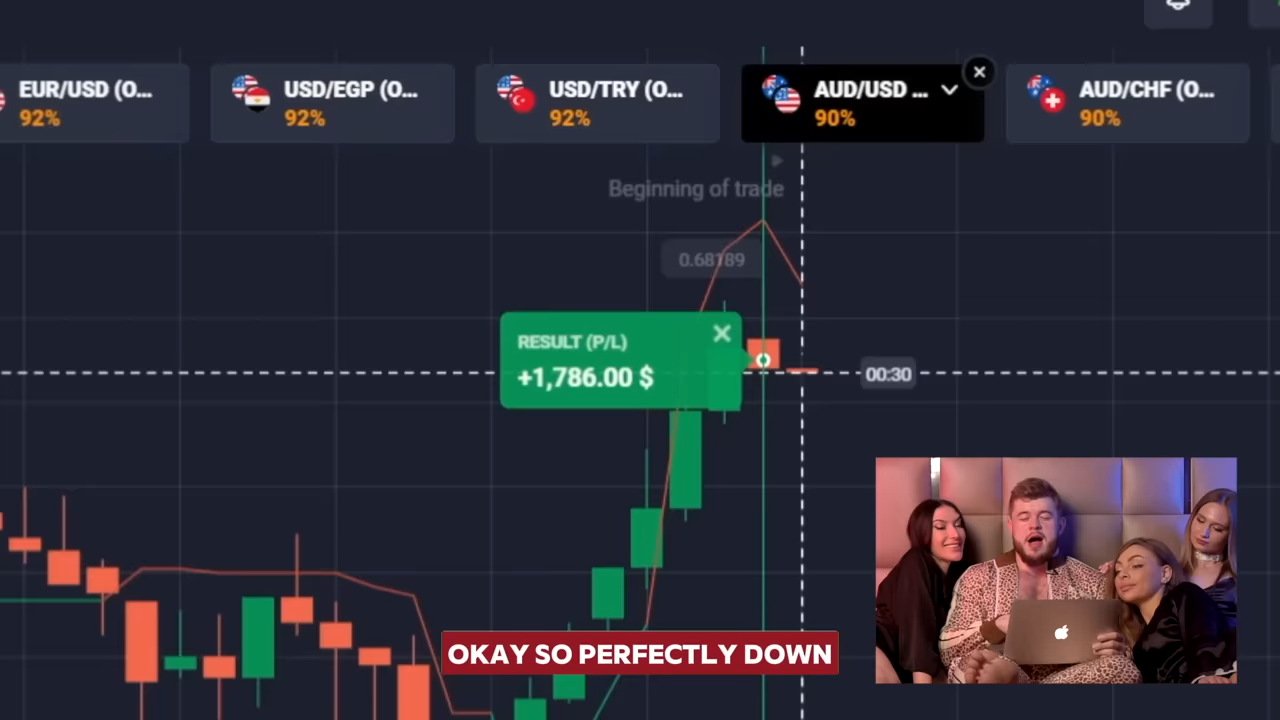 EUR/USD (O...
92%
USD/EGP (O...
92%
USD/TRY (O...
92%
AUD/USD ...
90%
AUD/CHF (O...
90%
Beginning of trade
0.68189
RESULT (P/L)
+1,786.00 $
00:30
OKAY SO PERFECTLY DOWN